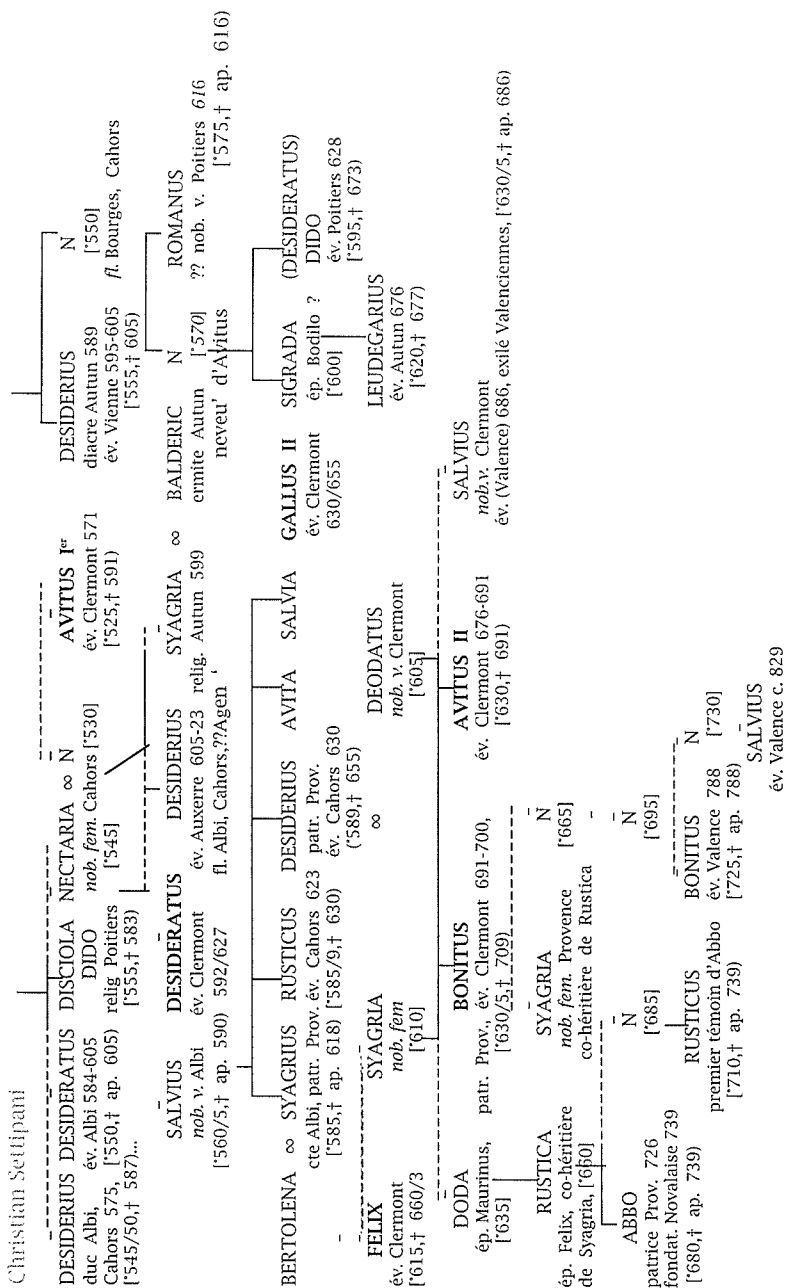 Christian Settipani
DESIDERIUS DESIDERATUS DISCIOLA NECTARIA ∞ N AVITUS Ier DESIDERIUS N
duc Albi, év. Albi 584-605 DIDO nob. fem. Cahors [°530] év. Clermont 571 diacre Autun 589 [°550]
Cahors 575, [°550,† ap. 605) relig Poitiers [°545] [°525,† 591) év. Vienne 595-605 fl. Bourges, Cahors
[°545/50,† 587)... [°555,† ap. 583) [°555,† 605)
SALVIUS DESIDERATUS DESIDERIUS SYAGRIA ∞ BALDERIC N ROMANUS
nob. v. Albi év. Clermont év. Auxerre 605-23 relig. Autun 599 ermite Autun [°570] ?? nob. v. Poitiers 616
[°560/5,† ap. 590) 592/627 fl. Albi, Cahors,??Agen ‘ neveu’ d'Avitus [°575,† ap. 616)
BERTOLENA ∞ SYAGRIUS RUSTICUS DESIDERIUS AVITA SALVIA GALLUS II SIGRADA (DESIDERATUS)
cte Albi, patr. Prov. év. Cahors 623 patr. Prov. év. Clermont ép. Bodilo ? DIDO
[°585,† ap. 618) [°585/9,† 630) év. Cahors 630 630/655 [°600] év. Poitiers 628
(°589,† 655) [°595,† 673)
FELIX SYAGRIA ∞ DEODATUS LEUDEGARIUS
év. Clermont nob. fem nob. v. Clermont év. Autun 676
[°615,† 660/3 [°610] [°605] [°620,† 677)
DODA BONITUS AVITUS II SALVIUS
ép. Maurinus, patr. Prov., év. Clermont 691-700, év. Clermont 676-691 nob.v. Clermont
[°635] [°630/5,† 709) [°630,† 691) év. (Valence) 686, exilé Valenciennes, [°630/5,† ap. 686)
RUSTICA SYAGRIA N
ép. Felix, co-héritière nob. fem. Provence [°665]
de Syagria, [°660] co-héritière de Rustica
ABBO N N
patrice Prov. 726 [°685] [°695]
fondat. Novalaise 739
[°680,† ap. 739)
RUSTICUS BONITUS N
premier témoin d'Abbo év. Valence 788 [°730]
[°710,† ap. 739) [°725,† ap. 788)
SALVIUS
év. Valence c. 829